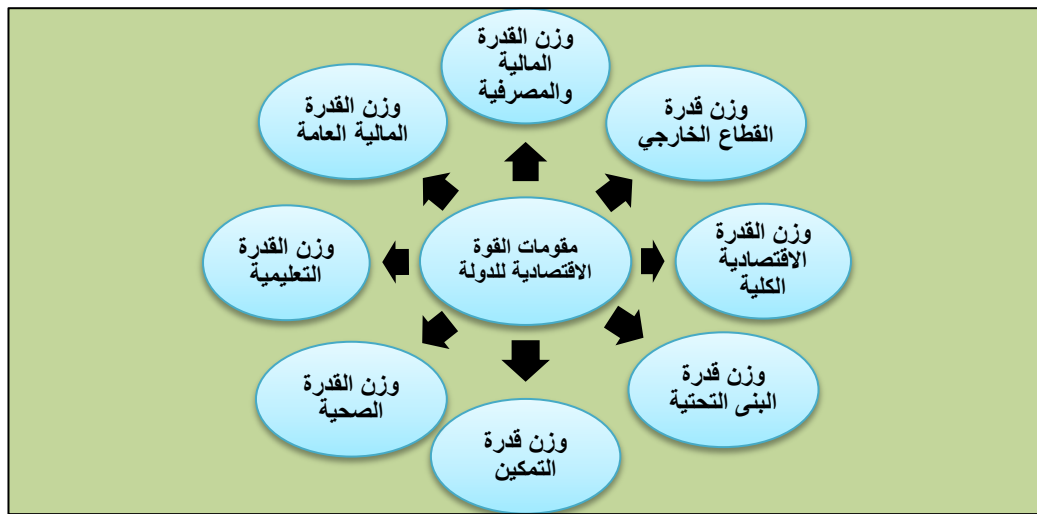 وزن القدرة
المالية
والمصرفية
وزن قدرة
القطاع الخارجي
وزن القدرة
الاقتصادية
الكلية
وزن قدرة
البنى التحتية
وزن قدرة
التمكين
وزن القدرة
الصحية
وزن القدرة
التعليمية
وزن القدرة
المالية العامة
مقومات القوة
الاقتصادية للدولة